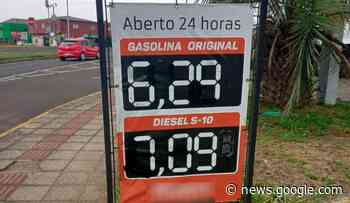 Aberto 24 horas
GASOLINA ORIGINAL
6,29
DIESEL S-10
7,09
news.google.com